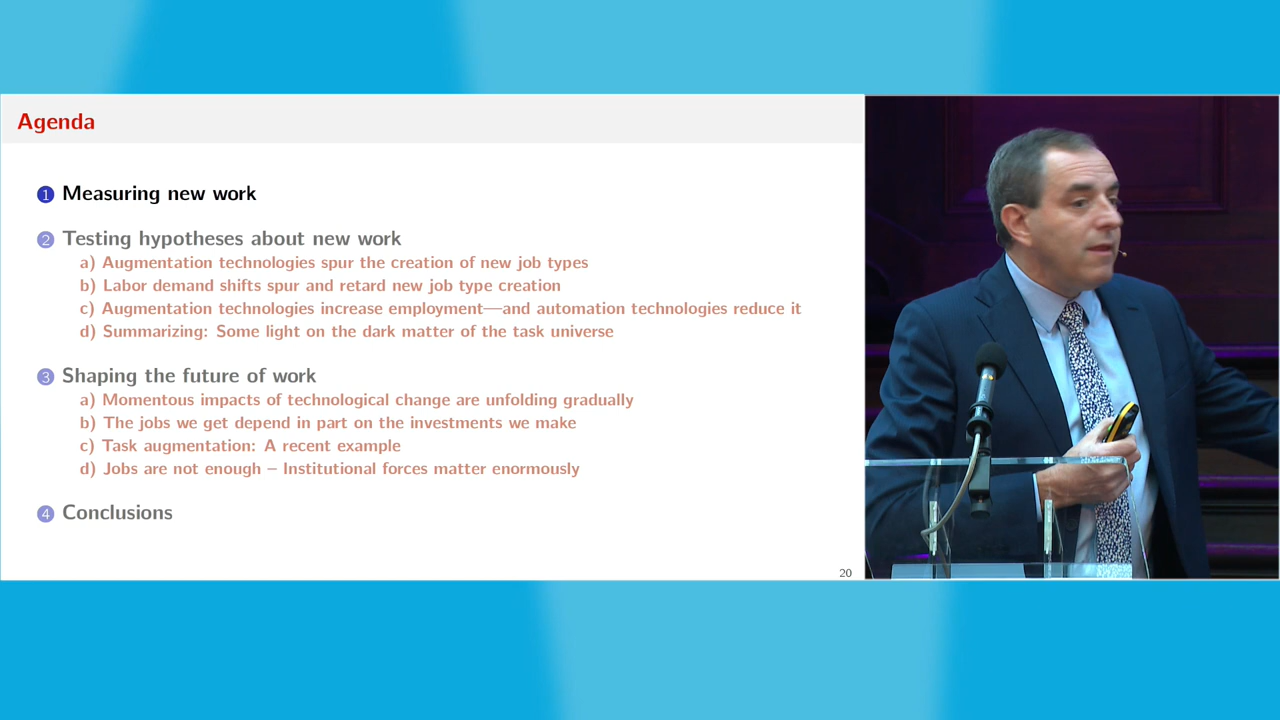 Agenda
1 Measuring new work
2 Testing hypotheses about new work
a) Augmentation technologies spur the creation of new job types
b) Labor demand shifts spur and retard new job type creation
c) Augmentation technologies increase employment—and automation technologies reduce it
d) Summarizing: Some light on the dark matter of the task universe
3 Shaping the future of work
a) Momentous impacts of technological change are unfolding gradually
b) The jobs we get depend in part on the investments we make
c) Task augmentation: A recent example
d) Jobs are not enough – Institutional forces matter enormously
4 Conclusions
20